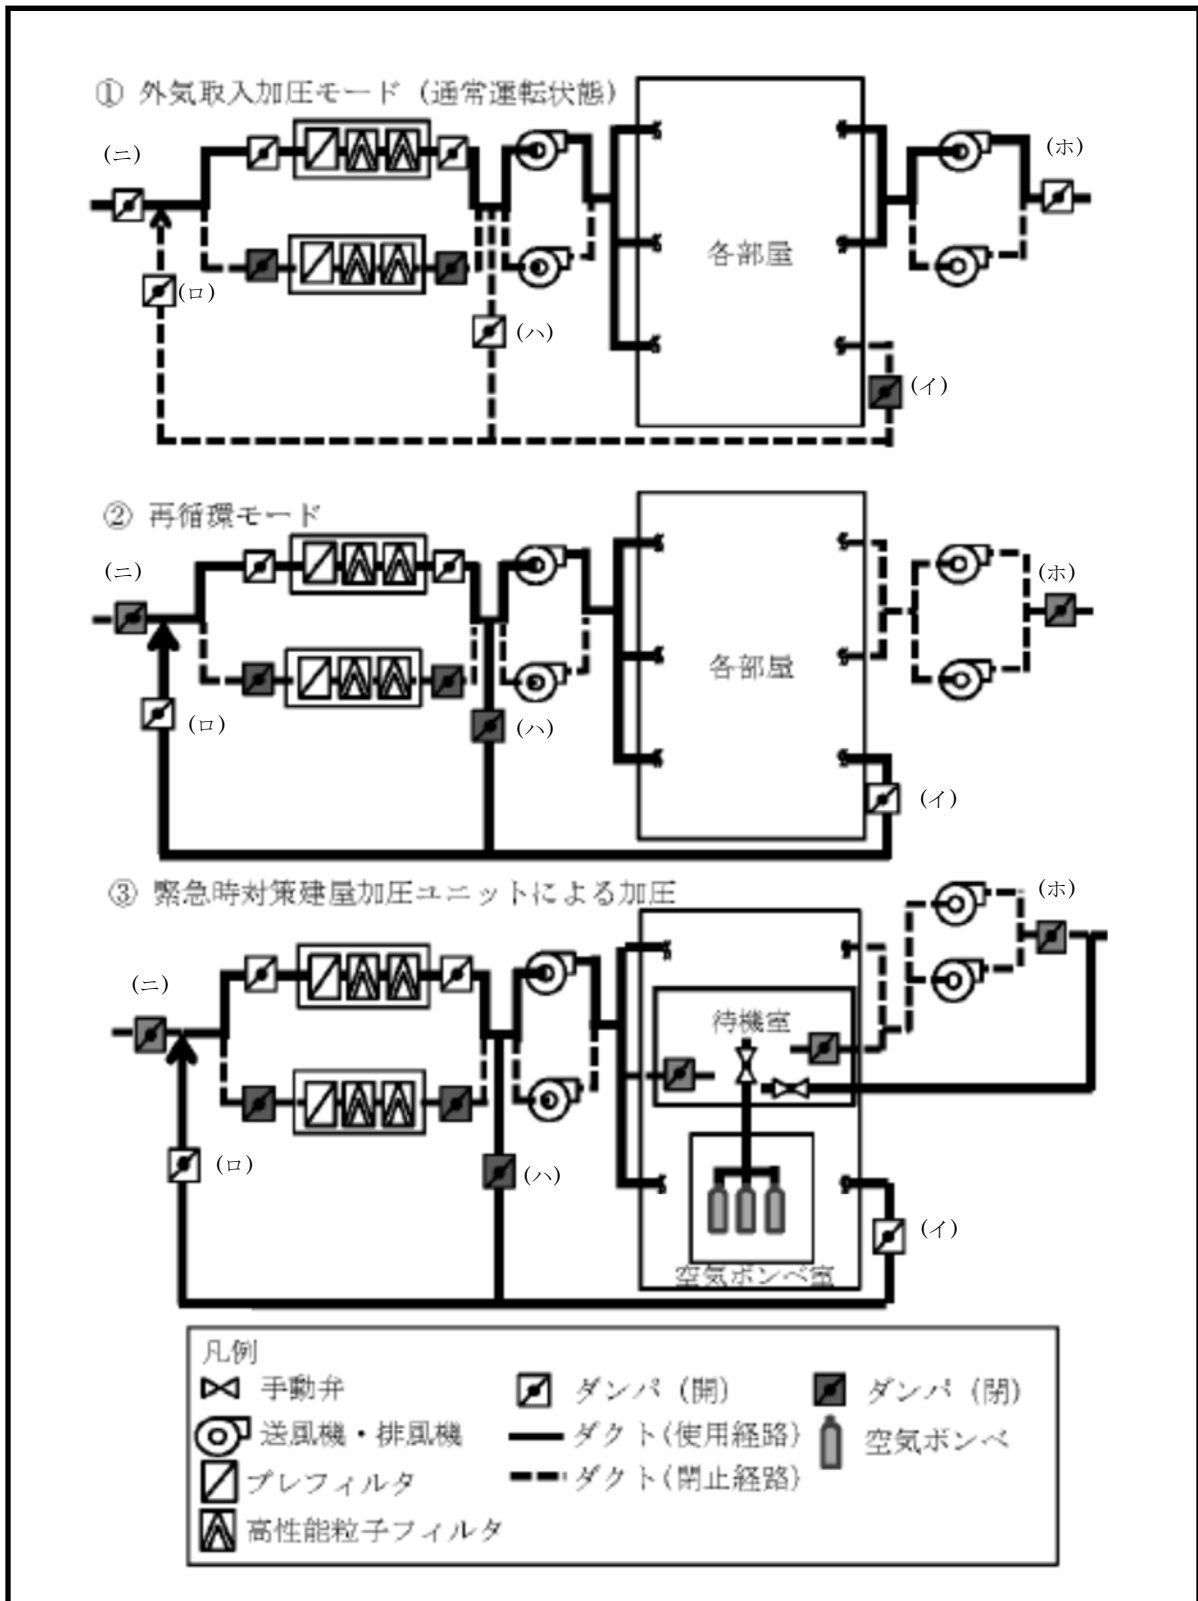 ① 外気取入加圧モード (通常運転状態)
(ニ)
(ホ)
各部屋
(ロ)
(ハ)
(イ)
② 再循環モード
(ニ)
(ホ)
各部屋
(ロ)
(ハ)
(イ)
③ 緊急時対策建屋加圧ユニットによる加圧
(ホ)
(ニ)
待機室
(ロ)
(ハ)
(イ)
空気ボンベ室
凡例
手動弁
ダンパ (開)
ダンパ (閉)
送風機・排風機
ダクト(使用経路)
空気ボンベ
プレフィルタ
ダクト(閉止経路)
高性能粒子フィルタ